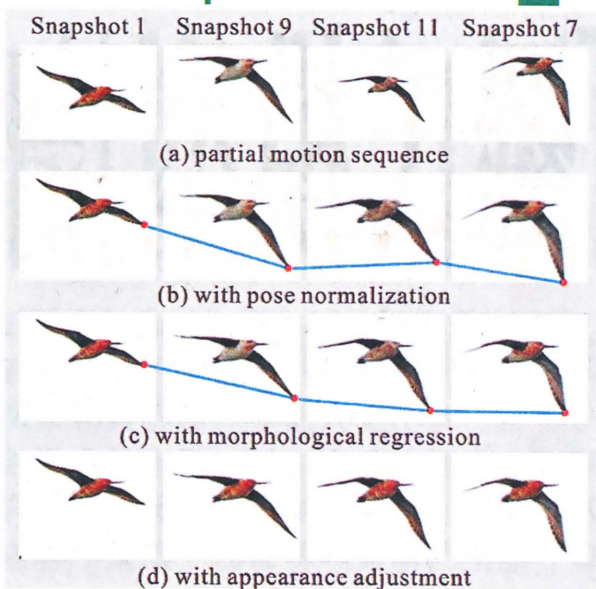 Snapshot 1 Snapshot 9 Snapshot 11 Snapshot 7
(a) partial motion sequence
(b) with pose normalization
(c) with morphological regression
(d) with appearance adjustment